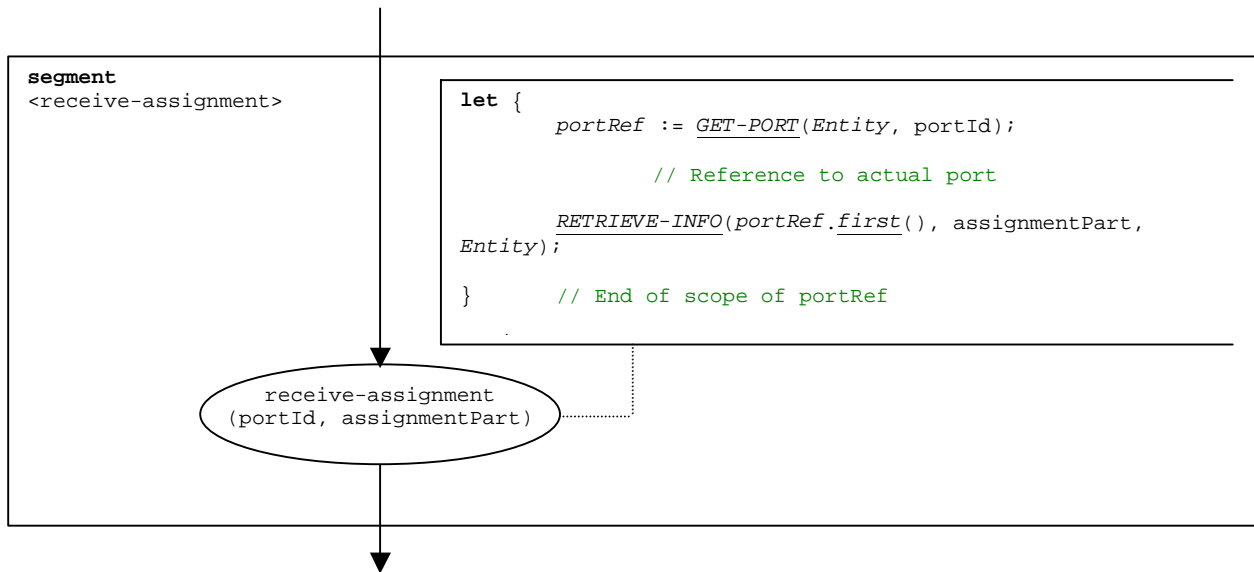 segment
<receive-assignment>
let {
portRef := GET-PORT(Entity, portId);
// Reference to actual port
RETRIEVE-INFO(portRef.first(), assignmentPart,
Entity);
} // End of scope of portRef
receive-assignment
(portId, assignmentPart)